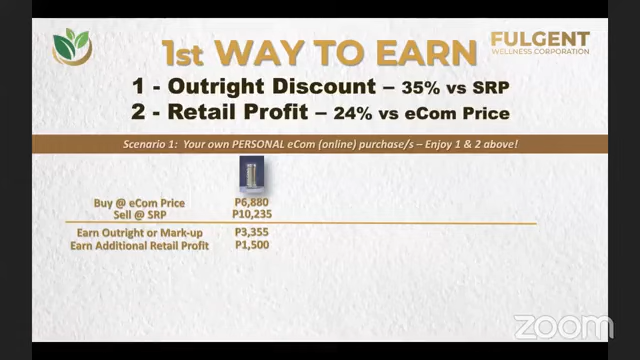 1st WAY TO EARN
FULGENT
WELLNESS CORPORATION
1 - Outright Discount – 35% vs SRP
2 - Retail Profit – 24% vs eCom Price
Scenario 1: Your own PERSONAL eCom (online) purchase/s – Enjoy 1 & 2 above!
Buy @ eCom Price P6,880
Sell @ SRP P10,235
Earn Outright or Mark-up P3,355
Earn Additional Retail Profit P1,500
zoom